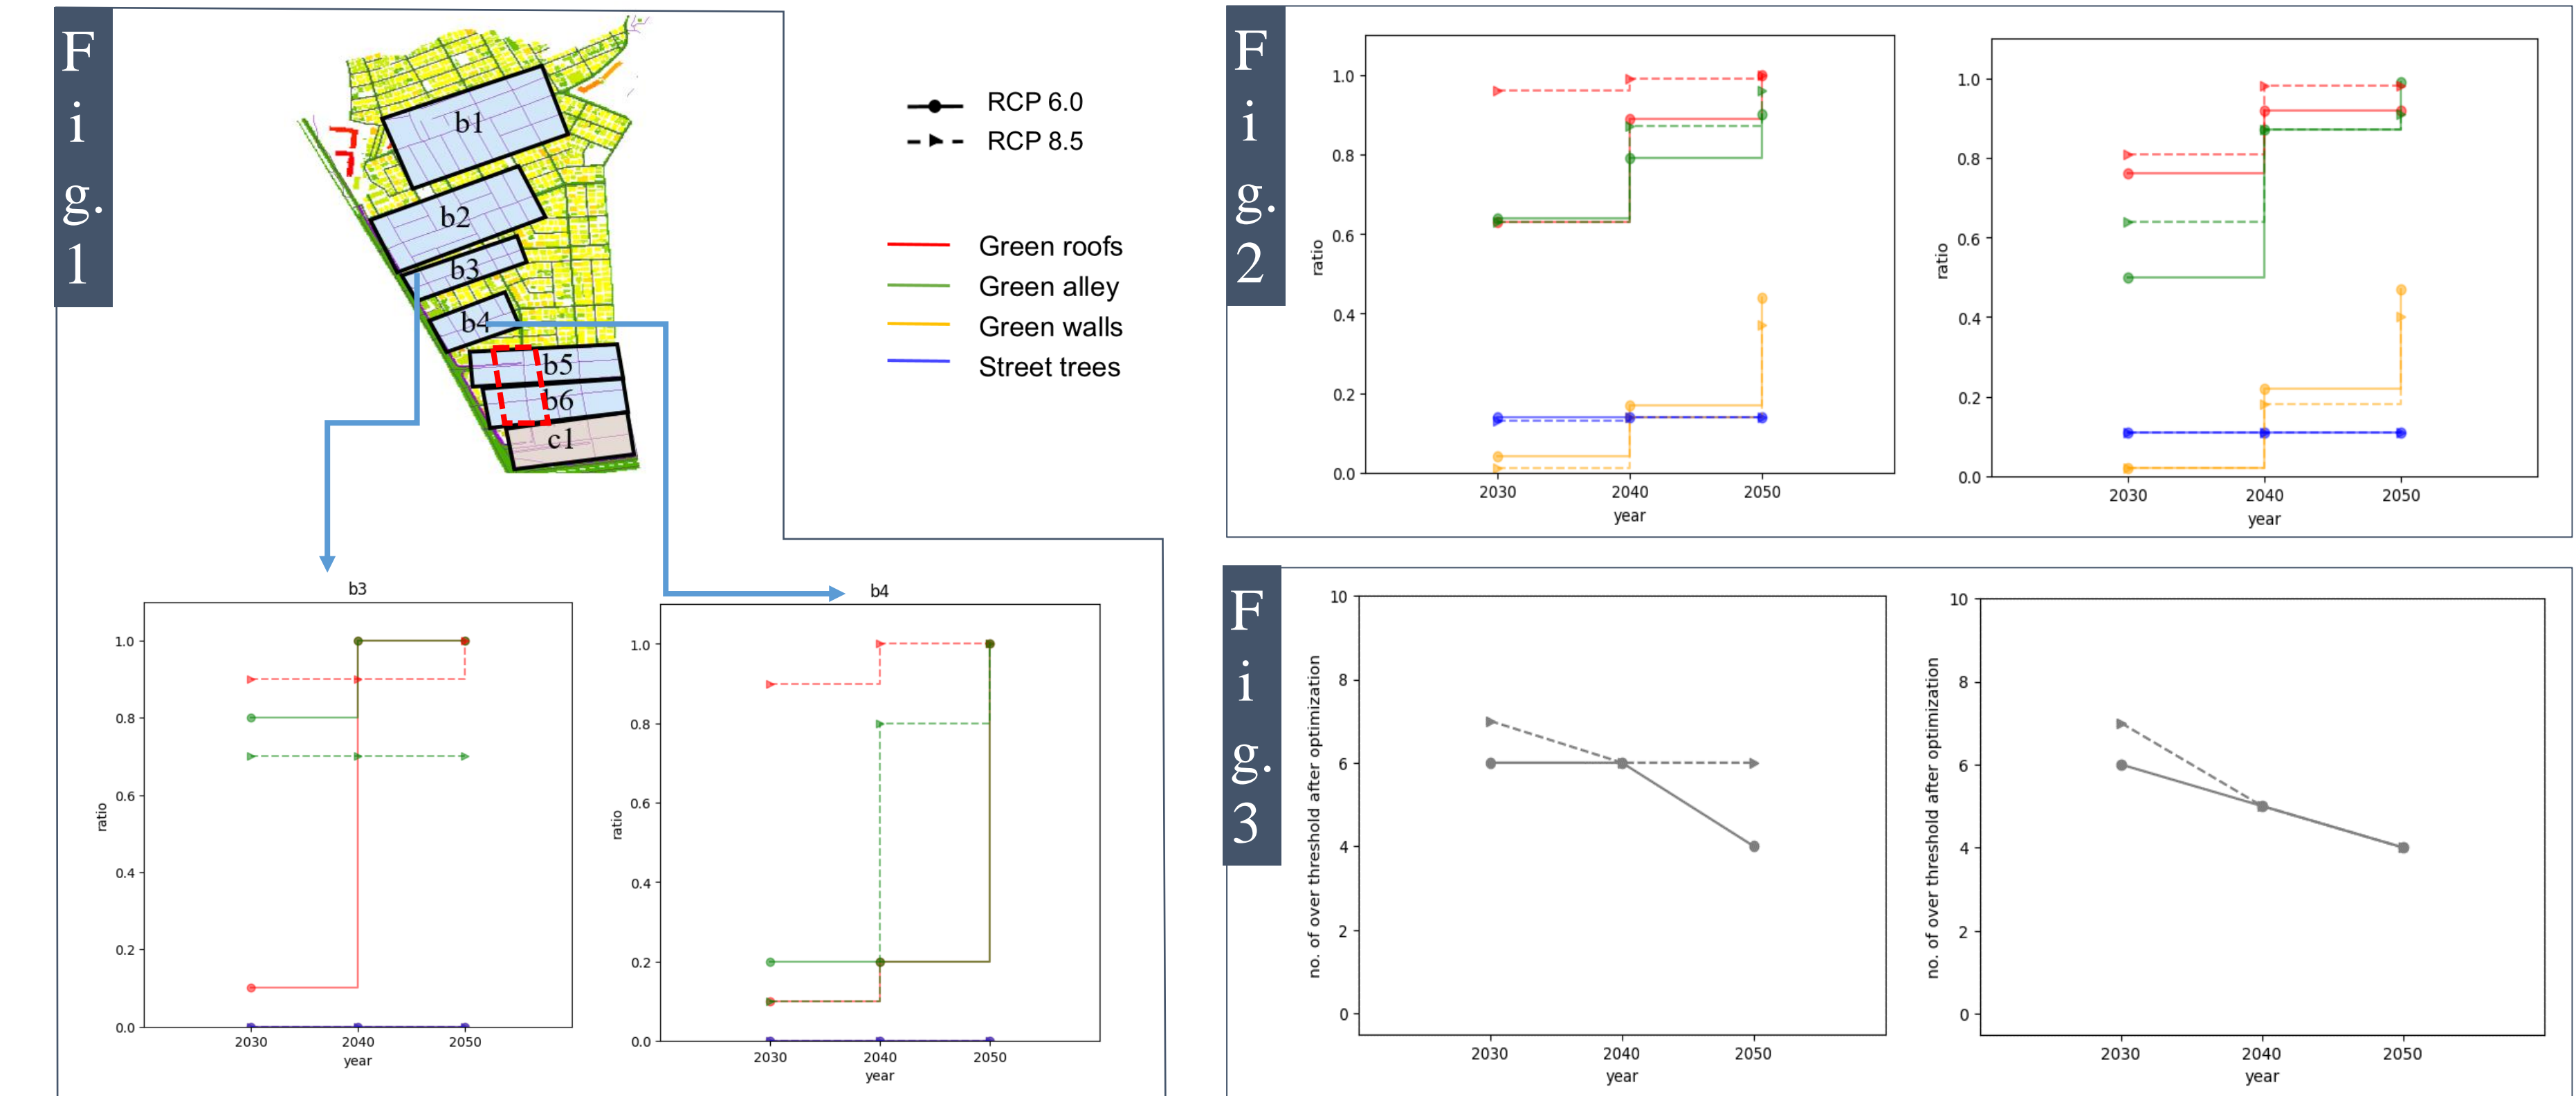 Fig.1
b1
b2
b3
b4
b5
b6
c1
RCP 6.0
RCP 8.5
Green roofs
Green alley
Green walls
Street trees
b3
1.0
0.8
0.6
0.4
0.2
0.0
ratio
2030 2040 2050
year
b4
1.0
0.8
0.6
0.4
0.2
0.0
ratio
2030 2040 2050
year
Fig.2
1.0
0.8
0.6
0.4
0.2
0.0
ratio
2030 2040 2050
year
1.0
0.8
0.6
0.4
0.2
0.0
ratio
2030 2040 2050
year
Fig.3
10
8
6
4
2
0
no. of over threshold after optimization
2030 2040 2050
year
10
8
6
4
2
0
no. of over threshold after optimization
2030 2040 2050
year